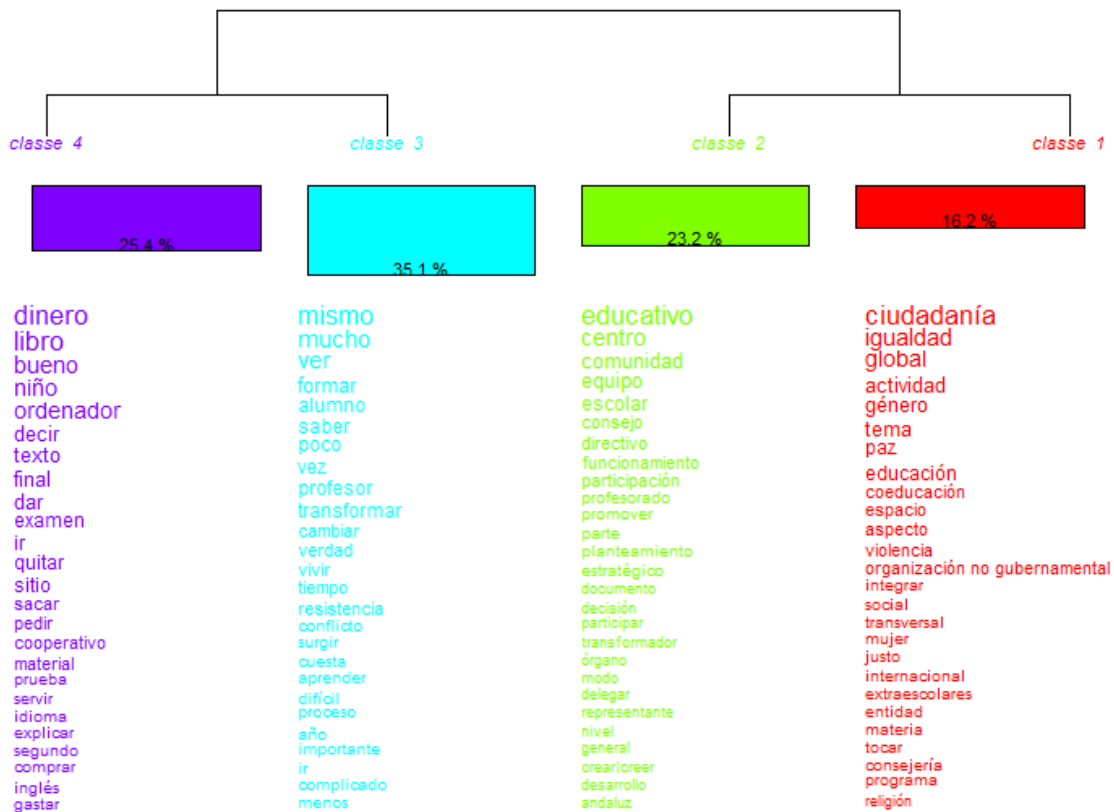 classe 4
classe 3
classe 2
classe 1
25.4 %
35.1 %
23.2 %
16.2 %
dinero
libro
bueno
niño
ordenador
decir
texto
final
dar
examen
ir
quitar
sitio
sacar
pedir
cooperativo
material
prueba
servir
idioma
explicar
segundo
comprar
inglés
gastar
mismo
mucho
ver
formar
alumno
saber
poco
vez
profesor
transformar
cambiar
verdad
vivir
tiempo
resistencia
conflicto
surgir
cuesta
aprender
difícil
proceso
año
importante
ir
complicado
menos
educativo
centro
comunidad
equipo
escolar
consejo
directivo
funcionamiento
participación
profesorado
promover
parte
planteamiento
estratégico
documento
decisión
participar
transformador
órgano
modo
delegar
representante
nivel
general
crear|creer
desarrollo
andaluz
ciudadanía
igualdad
global
actividad
género
tema
paz
educación
coeducación
espacio
aspecto
violencia
organización no gubernamental
integrar
social
transversal
mujer
justo
internacional
extraescolares
entidad
materia
tocar
consejería
programa
religión